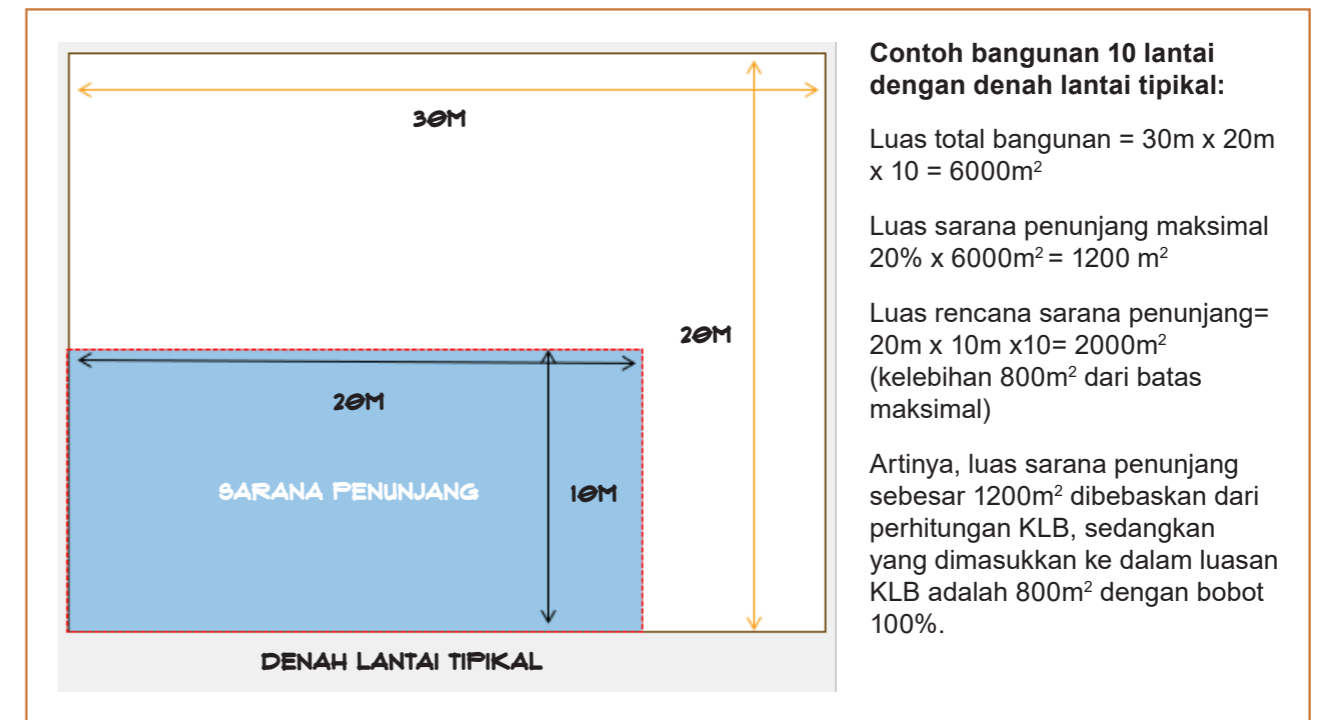 30M
20M
20M
10M
SARANA PENUNJANG
DENAH LANTAI TIPIKAL
Contoh bangunan 10 lantai
dengan denah lantai tipikal:
Luas total bangunan = 30m x 20m
x 10 = 6000m²
Luas sarana penunjang maksimal
20% x 6000m² = 1200 m²
Luas rencana sarana penunjang=
20m x 10m x10= 2000m²
(kelebihan 800m² dari batas
maksimal)
Artinya, luas sarana penunjang
sebesar 1200m² dibebaskan dari
perhitungan KLB, sedangkan
yang dimasukkan ke dalam luasan
KLB adalah 800m² dengan bobot
100%.